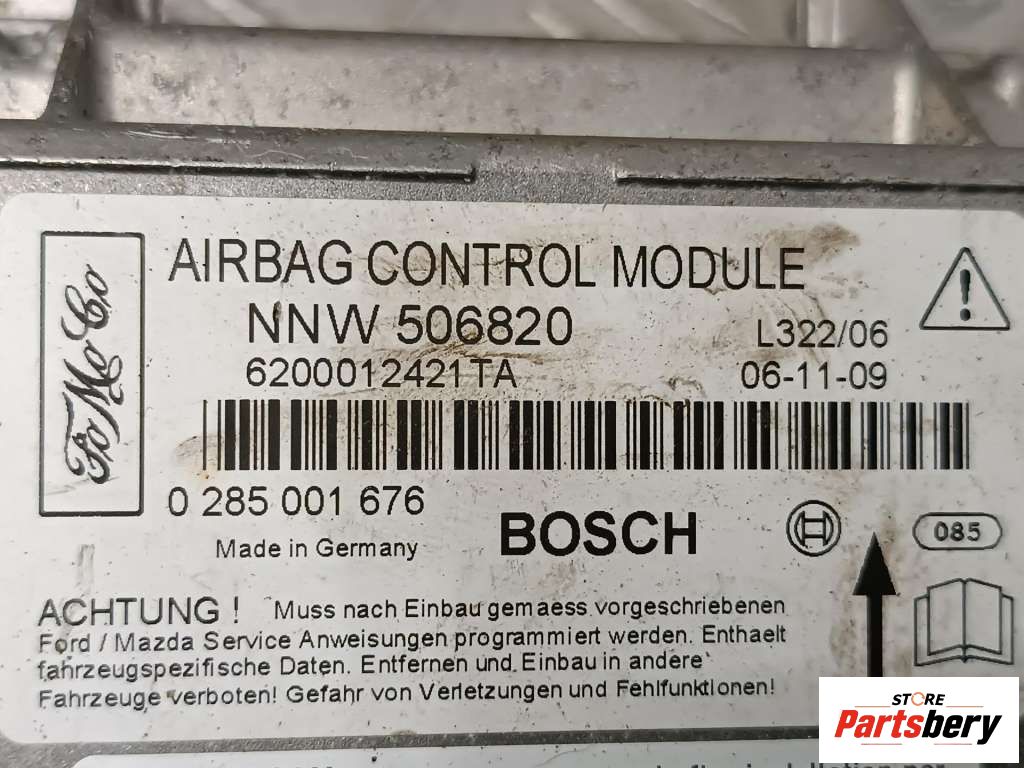 FoMoCo
AIRBAG CONTROL MODULE
NNW 506820
L322/06
6200012421TA
06-11-09
0 285 001 676
Made in Germany
BOSCH
085
ACHTUNG ! Muss nach Einbau gemaess vorgeschriebenen
Ford / Mazda Service Anweisungen programmiert werden. Enthaelt
fahrzeugspezifische Daten. Entfernen und Einbau in andere
Fahrzeuge verboten! Gefahr von Verletzungen und Fehlfunktionen!
STORE
Partsbery